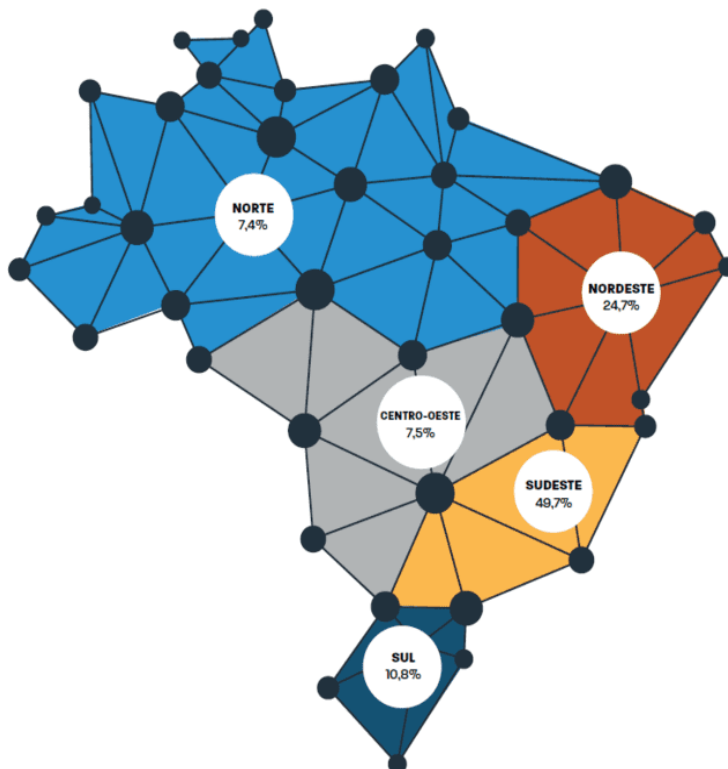 NORTE
7,4%
NORDESTE
24,7%
CENTRO-OESTE
7,5%
SUDESTE
49,7%
SUL
10,8%